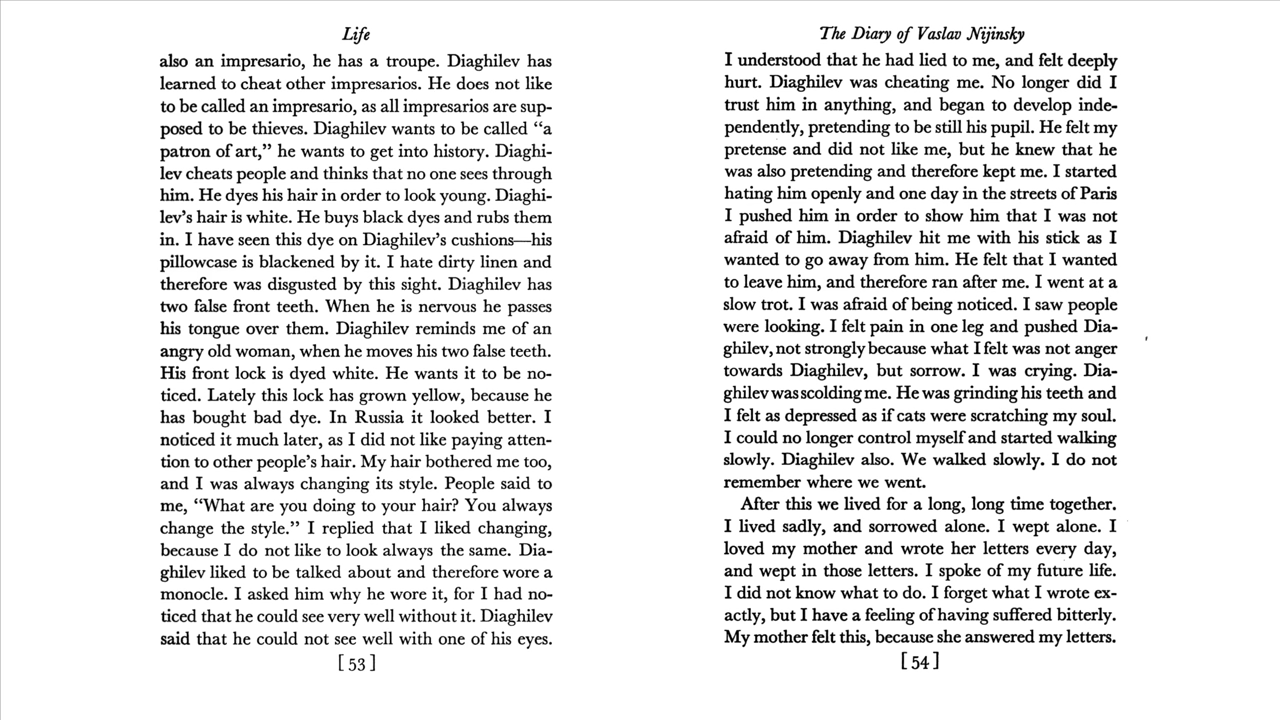 Life
also an impresario, he has a troupe. Diaghilev has
learned to cheat other impresarios. He does not like
to be called an impresario, as all impresarios are sup-
posed to be thieves. Diaghilev wants to be called “a
patron of art,” he wants to get into history. Diaghi-
lev cheats people and thinks that no one sees through
him. He dyes his hair in order to look young. Diaghi-
lev’s hair is white. He buys black dyes and rubs them
in. I have seen this dye on Diaghilev’s cushions—his
pillowcase is blackened by it. I hate dirty linen and
therefore was disgusted by this sight. Diaghilev has
two false front teeth. When he is nervous he passes
his tongue over them. Diaghilev reminds me of an
angry old woman, when he moves his two false teeth.
His front lock is dyed white. He wants it to be no-
ticed. Lately this lock has grown yellow, because he
has bought bad dye. In Russia it looked better. I
noticed it much later, as I did not like paying atten-
tion to other people’s hair. My hair bothered me too,
and I was always changing its style. People said to
me, “What are you doing to your hair? You always
change the style.” I replied that I liked changing,
because I do not like to look always the same. Dia-
ghilev liked to be talked about and therefore wore a
monocle. I asked him why he wore it, for I had no-
ticed that he could see very well without it. Diaghilev
said that he could not see well with one of his eyes.
[ 53 ]
The Diary of Vaslav Nijinsky
I understood that he had lied to me, and felt deeply
hurt. Diaghilev was cheating me. No longer did I
trust him in anything, and began to develop inde-
pendently, pretending to be still his pupil. He felt my
pretense and did not like me, but he knew that he
was also pretending and therefore kept me. I started
hating him openly and one day in the streets of Paris
I pushed him in order to show him that I was not
afraid of him. Diaghilev hit me with his stick as I
wanted to go away from him. He felt that I wanted
to leave him, and therefore ran after me. I went at a
slow trot. I was afraid of being noticed. I saw people
were looking. I felt pain in one leg and pushed Dia-
ghilev, not strongly because what I felt was not anger
towards Diaghilev, but sorrow. I was crying. Dia-
ghilev was scolding me. He was grinding his teeth and
I felt as depressed as if cats were scratching my soul.
I could no longer control myself and started walking
slowly. Diaghilev also. We walked slowly. I do not
remember where we went.
After this we lived for a long, long time together.
I lived sadly, and sorrowed alone. I wept alone. I
loved my mother and wrote her letters every day,
and wept in those letters. I spoke of my future life.
I did not know what to do. I forget what I wrote ex-
actly, but I have a feeling of having suffered bitterly.
My mother felt this, because she answered my letters.
[ 54 ]